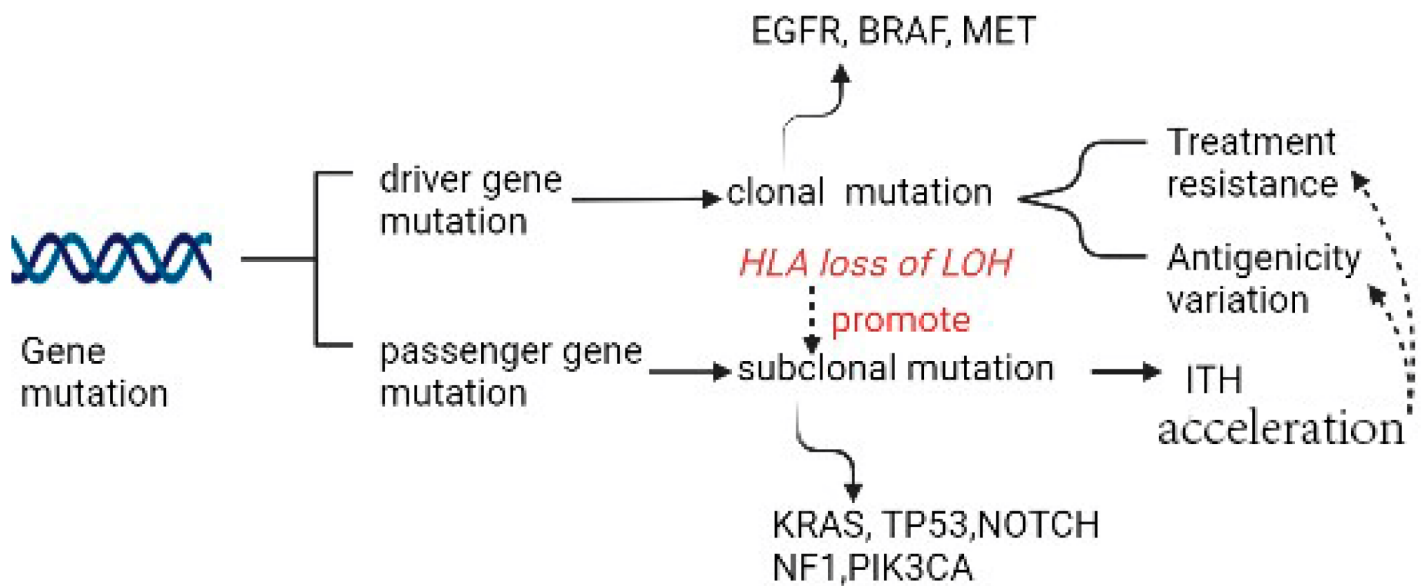 EGFR, BRAF, MET
driver gene
mutation
clonal mutation
Treatment
resistance
HLA loss of LOH
promote
Antigenicity
variation
Gene
mutation
passenger gene
mutation
subclonal mutation
ITH
acceleration
KRAS, TP53,NOTCH
NF1,PIK3CA